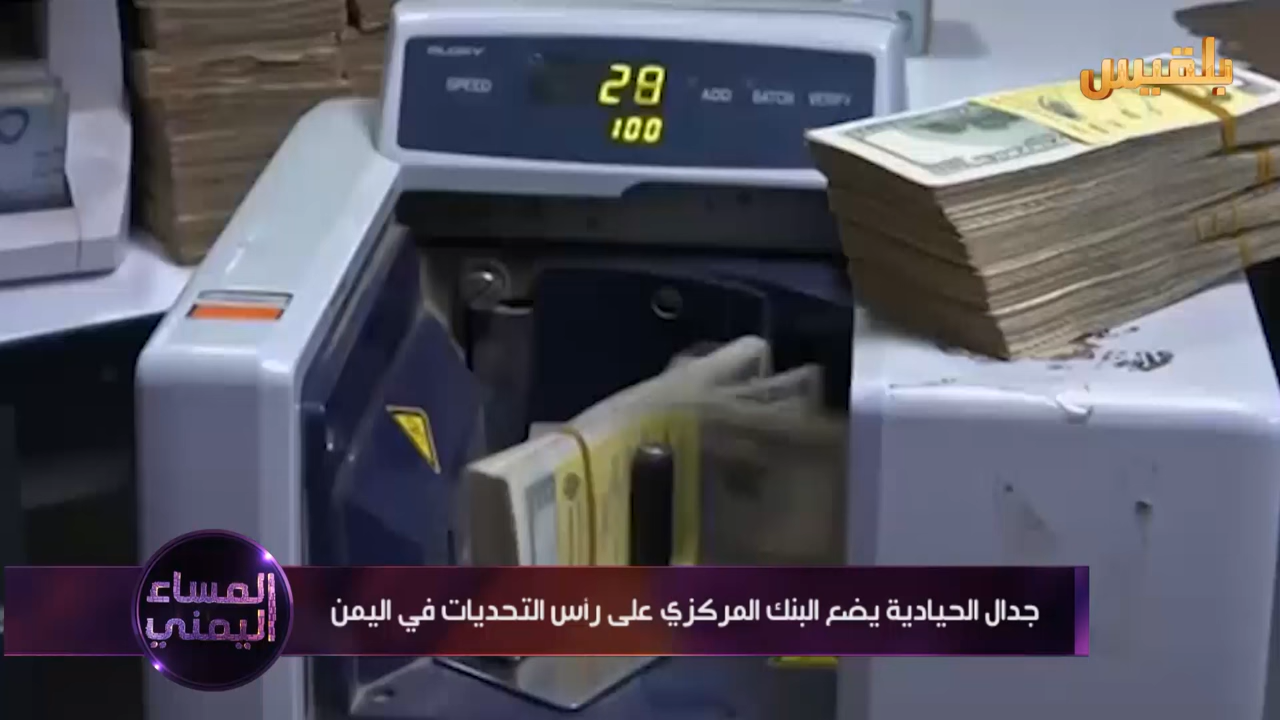 GLORY
SPEED
28
ADD
BATCH
VERIFY
100
بلقيس
المساء
اليمني
جدال الحيادية يضع البنك المركزي على رأس التحديات في اليمن